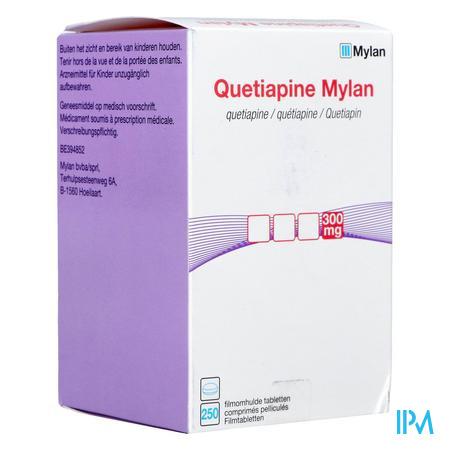 Buiten het zicht en bereik van kinderen houden.
Tenir hors de la vue et de la portée des enfants.
Arzneimittel für Kinder unzugänglich
aufbewahren.
Geneesmiddel op medisch voorschrift.
Médicament soumis à prescription médicale.
Verschreibungspflichtig.
BE394852
Mylan bvba/sprl,
Terhulpsesteenweg 6A,
B-1560 Hoeilaart.
Mylan
Quetiapine Mylan
quetiapine / quétiapine / Quetiapin
300
mg
250
filmomhulde tabletten
comprimés pelliculés
Filmtabletten
IPM